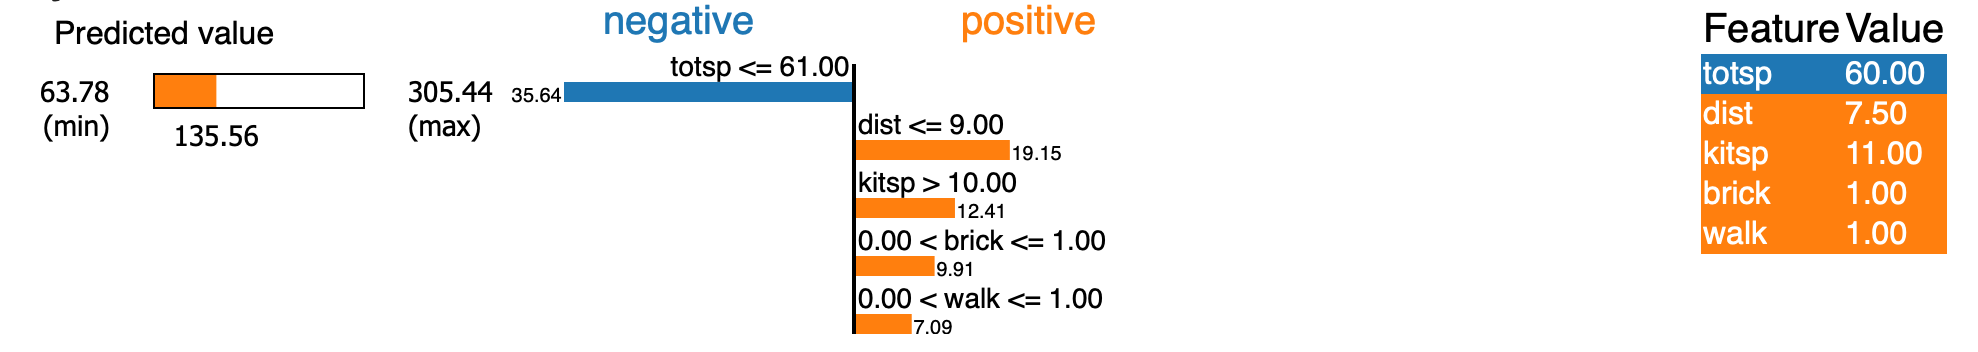 Predicted value
63.78
(min)
135.56
305.44
(max)
negative
positive
totsp <= 61.00
35.64
dist <= 9.00
19.15
kitsp > 10.00
12.41
0.00 < brick <= 1.00
9.91
0.00 < walk <= 1.00
7.09
Feature Value
totsp 60.00
dist 7.50
kitsp 11.00
brick 1.00
walk 1.00